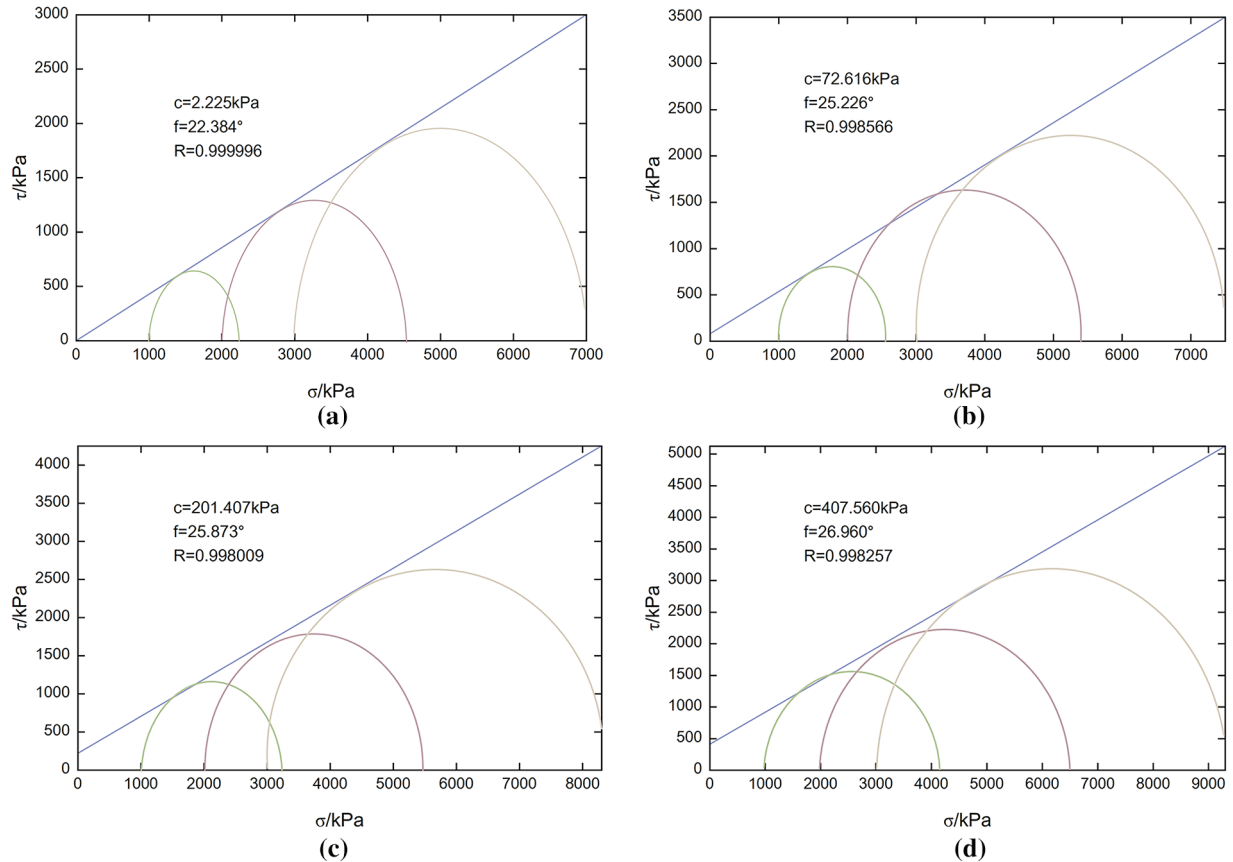 3000
2500
2000
1500
1000
500
0
τ/kPa
c=2.225kPa
f=22.384°
R=0.999996
0 1000 2000 3000 4000 5000 6000 7000
σ/kPa
(a)
3500
3000
2500
2000
1500
1000
500
0
τ/kPa
c=72.616kPa
f=25.226°
R=0.998566
0 1000 2000 3000 4000 5000 6000 7000
σ/kPa
(b)
4000
3500
3000
2500
2000
1500
1000
500
0
τ/kPa
c=201.407kPa
f=25.873°
R=0.998009
0 1000 2000 3000 4000 5000 6000 7000 8000
σ/kPa
(c)
5000
4500
4000
3500
3000
2500
2000
1500
1000
500
0
τ/kPa
c=407.560kPa
f=26.960°
R=0.998257
0 1000 2000 3000 4000 5000 6000 7000 8000 9000
σ/kPa
(d)